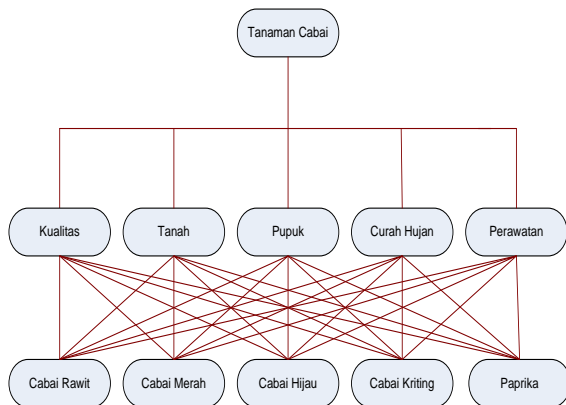 Tanaman Cabai
Kualitas Tanah Pupuk Curah Hujan Perawatan
Cabai Rawit Cabai Merah Cabai Hijau Cabai Kriting Paprika